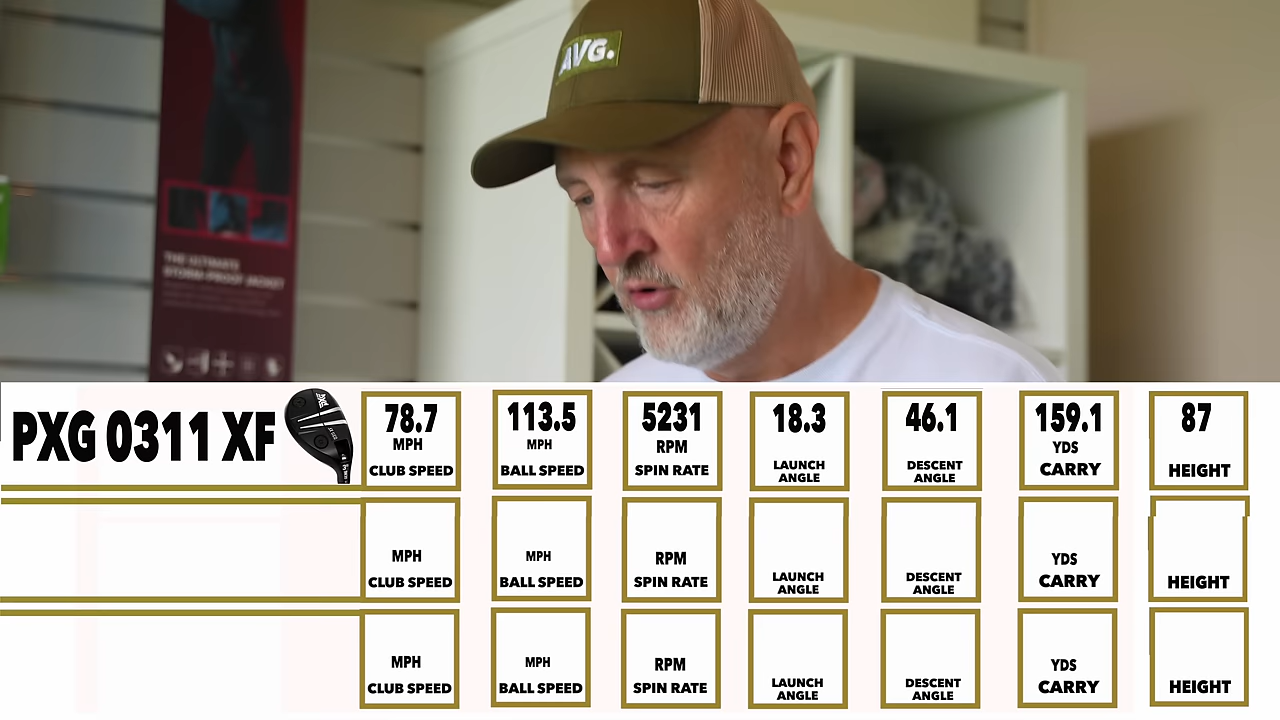 AVG.
THE ULTIMATE
STORM-PROOF JACKET
PXG 0311 XF
78.7
MPH
CLUB SPEED
113.5
MPH
BALL SPEED
5231
RPM
SPIN RATE
18.3
LAUNCH
ANGLE
46.1
DESCENT
ANGLE
159.1
YDS
CARRY
87
HEIGHT
MPH
CLUB SPEED
MPH
BALL SPEED
RPM
SPIN RATE
LAUNCH
ANGLE
DESCENT
ANGLE
YDS
CARRY
HEIGHT
MPH
CLUB SPEED
MPH
BALL SPEED
RPM
SPIN RATE
LAUNCH
ANGLE
DESCENT
ANGLE
YDS
CARRY
HEIGHT